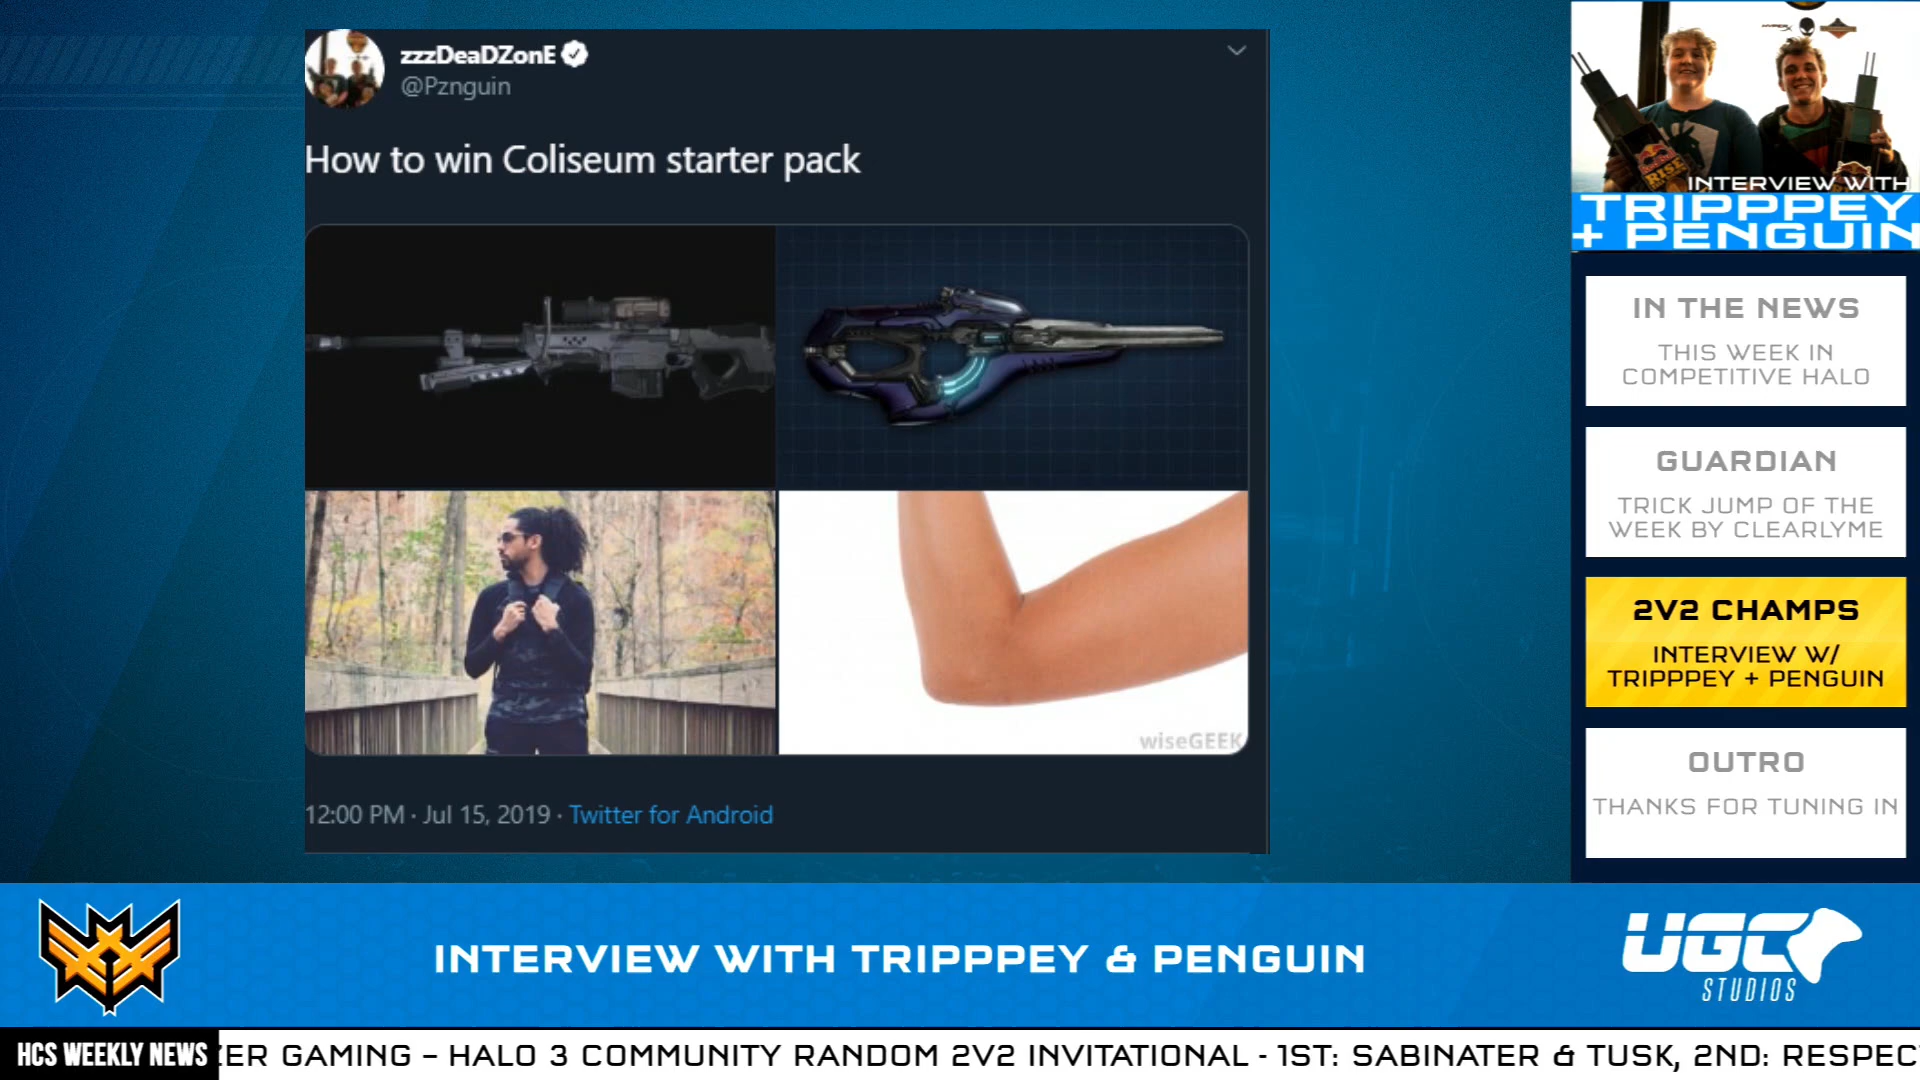 zzzDeaDZonE
@Pznguin
How to win Coliseum starter pack
wiseGEEK
12:00 PM · Jul 15, 2019 · Twitter for Android
RISE
INTERVIEW WITH
TRIPPPEY
+ PENGUIN
IN THE NEWS
THIS WEEK IN
COMPETITIVE HALO
GUARDIAN
TRICK JUMP OF THE
WEEK BY CLEARLYME
2V2 CHAMPS
INTERVIEW W/
TRIPPPEY + PENGUIN
OUTRO
THANKS FOR TUNING IN
INTERVIEW WITH TRIPPPEY & PENGUIN
UGC
STUDIOS
HCS WEEKLY NEWS
ER GAMING – HALO 3 COMMUNITY RANDOM 2V2 INVITATIONAL - 1ST: SABINATER & TUSK, 2ND: RESPEC